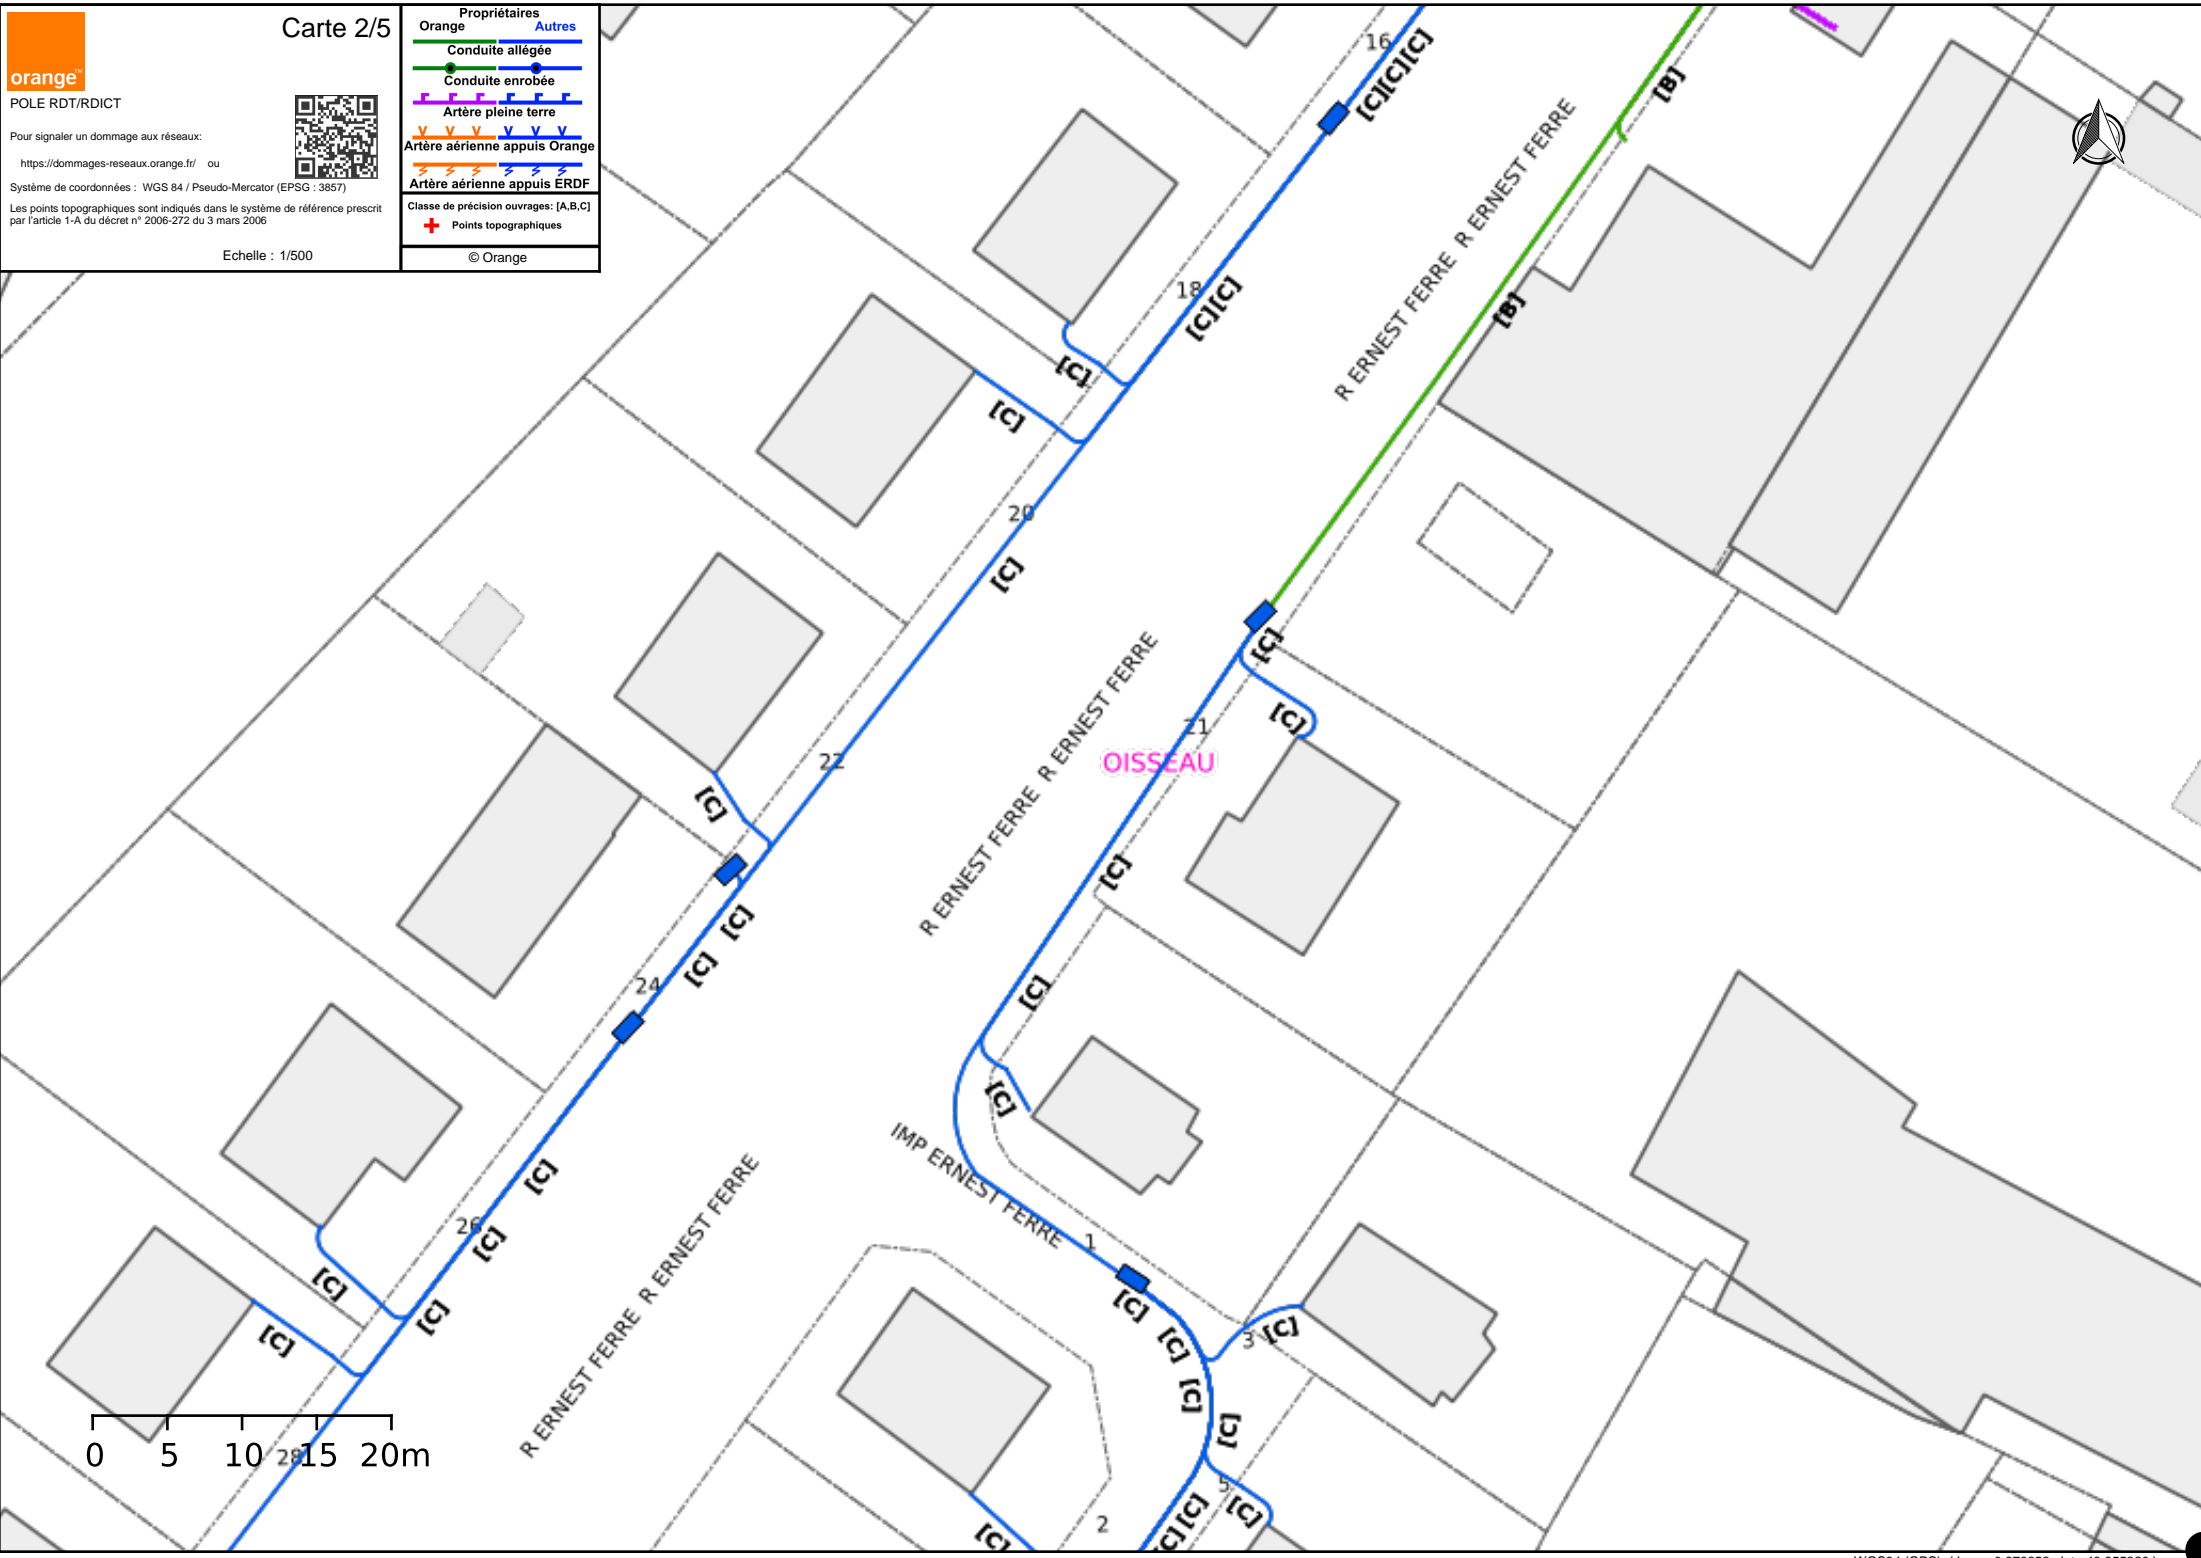 orange™
Carte 2/5
POLE RDT/RDICT
Pour signaler un dommage aux réseaux:
https://dommages-reseaux.orange.fr/ ou
Système de coordonnées : WGS 84 / Pseudo-Mercator (EPSG : 3857)
Les points topographiques sont indiqués dans le système de référence prescrit
par l'article 1-A du décret n° 2006-272 du 3 mars 2006
Echelle : 1/500
Propriétaires
Orange Autres
Conduite allégée
Conduite enrobée
Artère pleine terre
Artère aérienne appuis Orange
Artère aérienne appuis ERDF
Classe de précision ouvrages: [A,B,C]
Points topographiques
© Orange
16
[C][C][C]
[B]
R ERNEST FERRE R ERNEST FERRE
18
[C][C]
[B]
[C]
[C]
20
[C]
[C]
[C]
21
OISSEAU
R ERNEST FERRE R ERNEST FERRE
22
[C]
[C]
[C]
[C]
24
[C]
[C]
IMP ERNEST FERRE
1
[C]
26
[C]
[C]
[C]
[C]
R ERNEST FERRE R ERNEST FERRE
[C]
[C]
3
[C]
[C]
[C]
28
5
[C]
[C][C]
2
[C]
0 5 10 15 20m